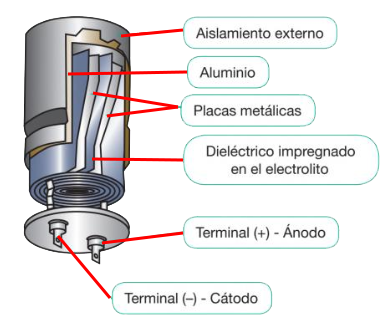 Aislamiento externo
Aluminio
Placas metálicas
Dieléctrico impregnado
en el electrolito
Terminal (+) - Ánodo
Terminal (–) - Cátodo